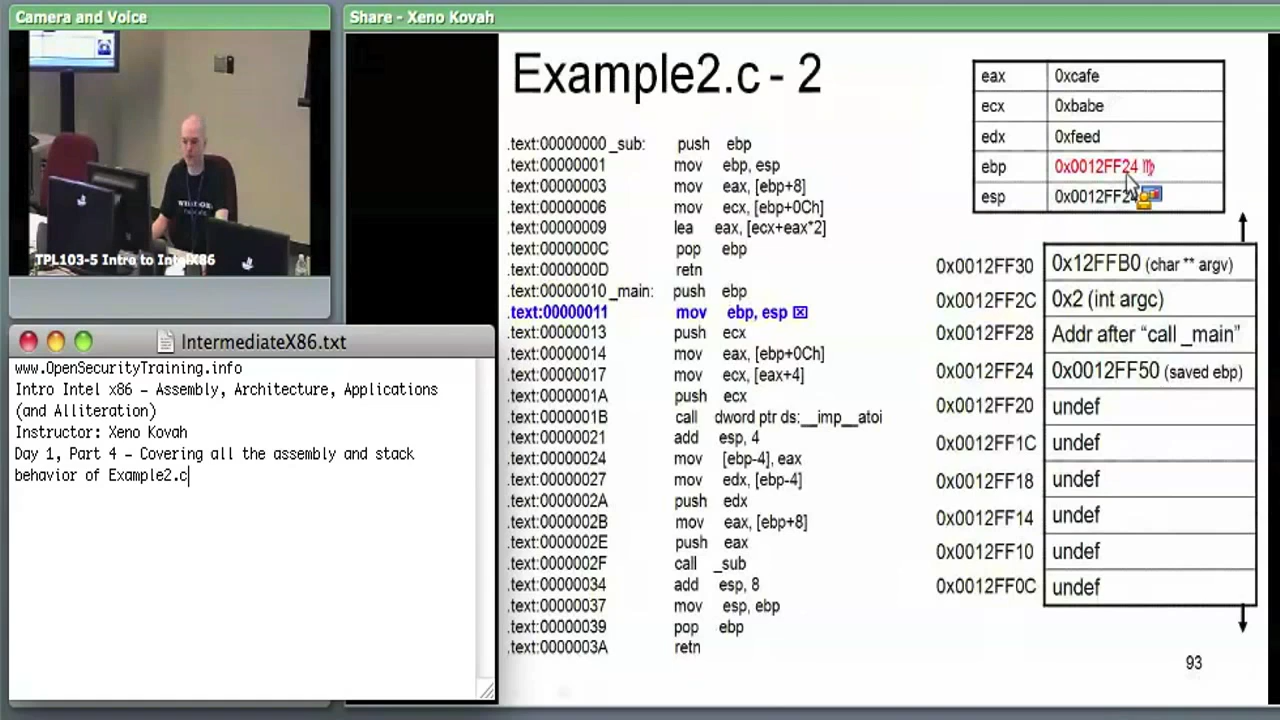 Camera and Voice
TPL103-5 Intro to IntelX86
IntermediateX86.txt
www.OpenSecurityTraining.info
Intro Intel x86 – Assembly, Architecture, Applications
(and Alliteration)
Instructor: Xeno Kovah
Day 1, Part 4 – Covering all the assembly and stack
behavior of Example2.c
Share - Xeno Kovah
Example2.c - 2
.text:00000000 _sub: push ebp
.text:00000001 mov ebp, esp
.text:00000003 mov eax, [ebp+8]
.text:00000006 mov ecx, [ebp+0Ch]
.text:00000009 lea eax, [ecx+eax*2]
.text:0000000C pop ebp
.text:0000000D retn
.text:00000010 _main: push ebp
.text:00000011 mov ebp, esp ⌧
.text:00000013 push ecx
.text:00000014 mov eax, [ebp+0Ch]
.text:00000017 mov ecx, [eax+4]
.text:0000001A push ecx
.text:0000001B call dword ptr ds:__imp__atoi
.text:00000021 add esp, 4
.text:00000024 mov [ebp-4], eax
.text:00000027 mov edx, [ebp-4]
.text:0000002A push edx
.text:0000002B mov eax, [ebp+8]
.text:0000002E push eax
.text:0000002F call _sub
.text:00000034 add esp, 8
.text:00000037 mov esp, ebp
.text:00000039 pop ebp
.text:0000003A retn
eax 0xcafe
ecx 0xbabe
edx 0xfeed
ebp 0x0012FF24 ♍
esp
0x0012FF30 0x12FFB0 (char ** argv)
0x0012FF2C 0x2 (int argc)
0x0012FF28 Addr after “call _main”
0x0012FF24 0x0012FF50 (saved ebp)
0x0012FF20 undef
0x0012FF1C undef
0x0012FF18 undef
0x0012FF14 undef
0x0012FF10 undef
0x0012FF0C undef
93